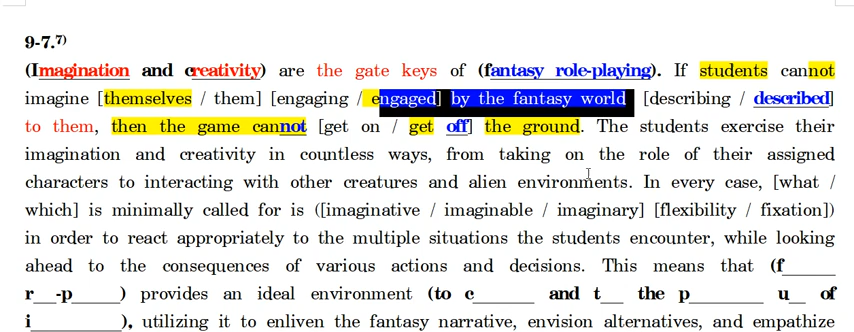 9-7.7)
(Imagination and creativity) are the gate keys of (fantasy role-playing). If students cannot
imagine [themselves / them] [engaging / engaged] by the fantasy world [describing / described]
to them, then the game cannot [get on / get off] the ground. The students exercise their
imagination and creativity in countless ways, from taking on the role of their assigned
characters to interacting with other creatures and alien environments. In every case, [what /
which] is minimally called for is ([imaginative / imaginable / imaginary] [flexibility / fixation])
in order to react appropriately to the multiple situations the students encounter, while looking
ahead to the consequences of various actions and decisions. This means that (f______
r__-p_____) provides an ideal environment (to c_______ and t__ the p________ u__ of
i__________), utilizing it to enliven the fantasy narrative, envision alternatives, and empathize